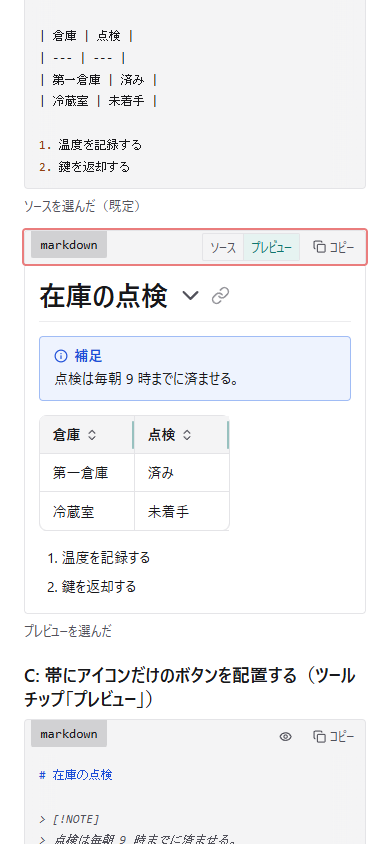 | 倉庫 | 点検 |
| --- | --- |
| 第一倉庫 | 済み |
| 冷蔵室 | 未着手 |
1. 温度を記録する
2. 鍵を返却する
ソースを選んだ（既定）
markdown ソース プレビュー コピー
在庫の点検
補足
点検は毎朝 9 時までに済ませる。
倉庫 点検
第一倉庫 済み
冷蔵室 未着手
1. 温度を記録する
2. 鍵を返却する
プレビューを選んだ
C: 帯にアイコンだけのボタンを配置する（ツール
チップ「プレビュー」）
markdown コピー
# 在庫の点検
> [!NOTE]
> 点検は毎朝 9 時までに済ませる。